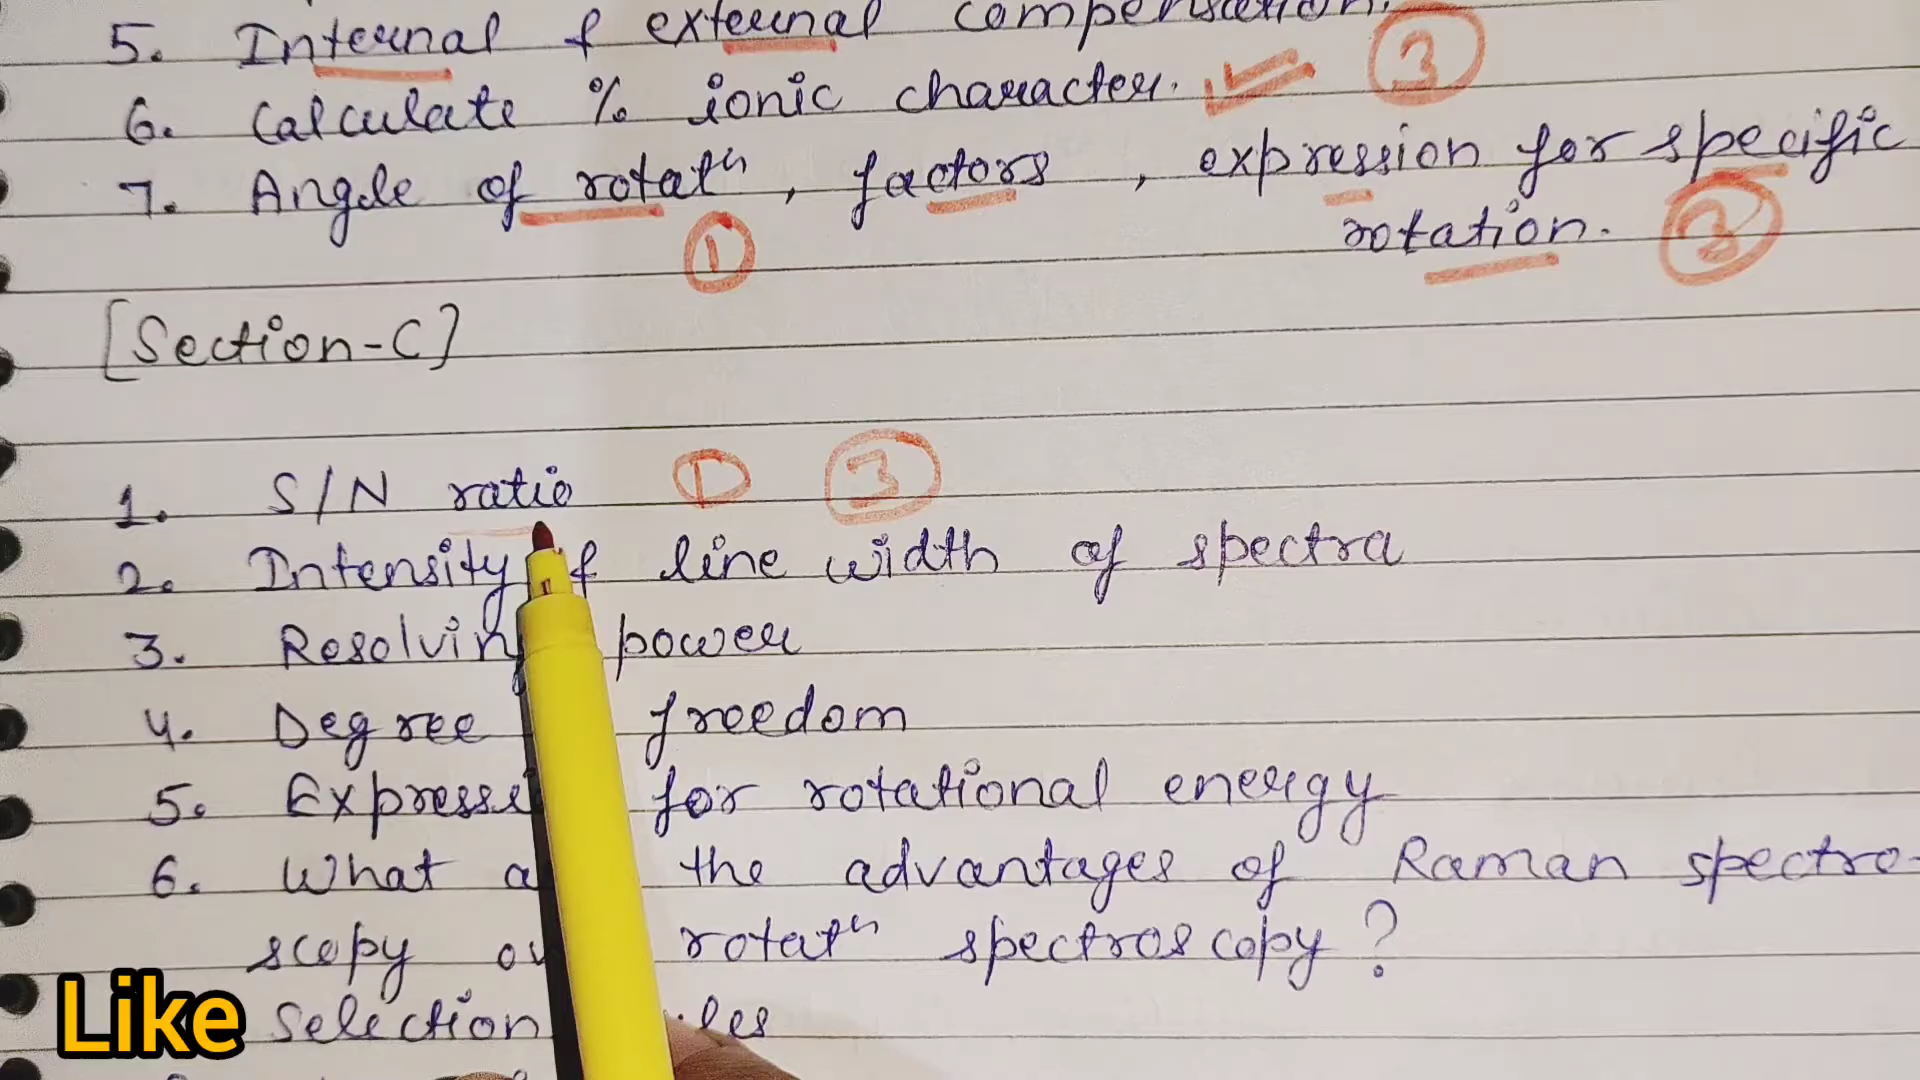 5. Internal & external compensation.
6. Calculate % ionic character. 3
7. Angle of rotatn, factors, expression for specific
rotation. 3
1
[Section-C]
1. S/N ratio 1 3
2. Intensity & line width of spectra
3. Resolving power
4. Degree freedom
5. for rotational energy
6. What the advantages of Raman spectro-
scopy rotatn spectroscopy?
Selection
Like